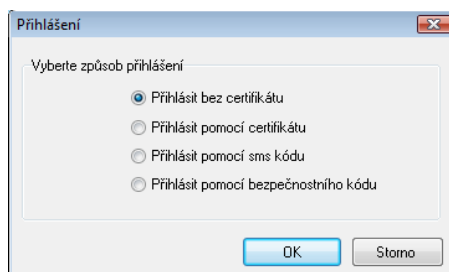 Přihlášení
Vyberte způsob přihlášení
Přihlásit bez certifikátu
Přihlásit pomocí certifikátu
Přihlásit pomocí sms kódu
Přihlásit pomocí bezpečnostního kódu
OK Storno